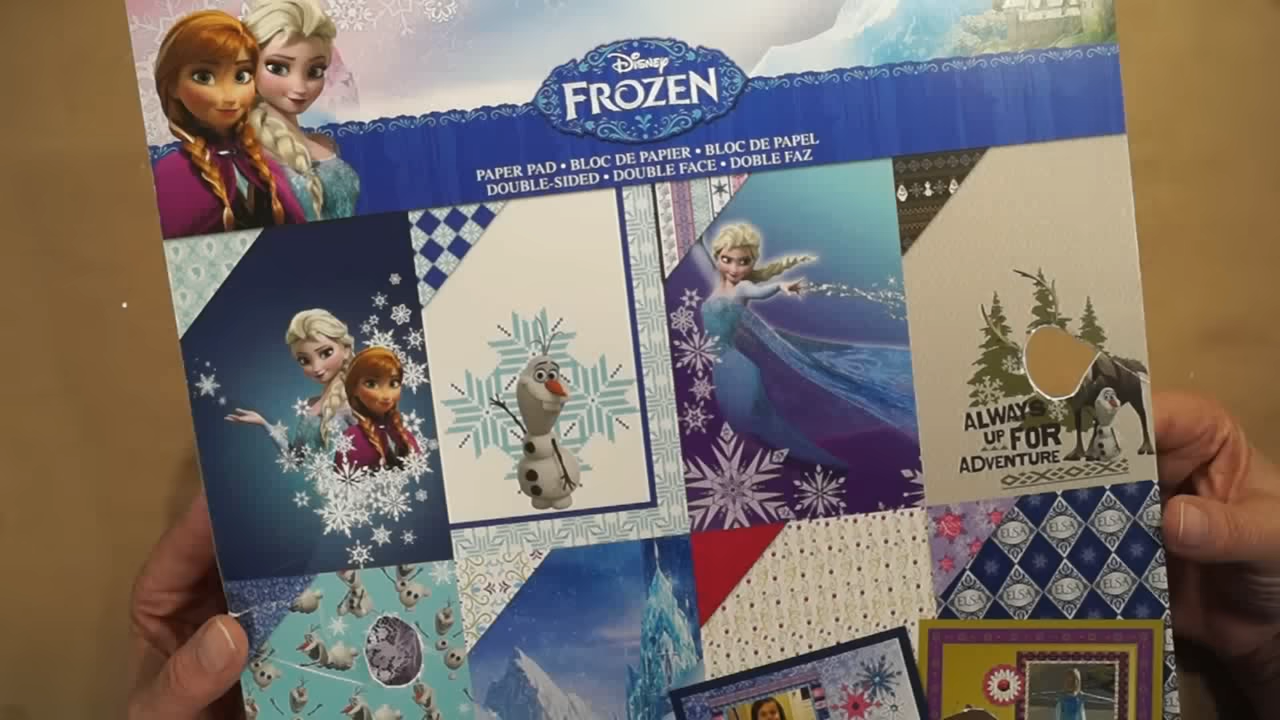 Disney
FROZEN
PAPER PAD • BLOC DE PAPIER • BLOC DE PAPEL
DOUBLE-SIDED • DOUBLE FACE • DOBLE FAZ
ALWAYS
UP FOR
ADVENTURE
ELSA
ELSA
ELSA
ELSA
ELSA